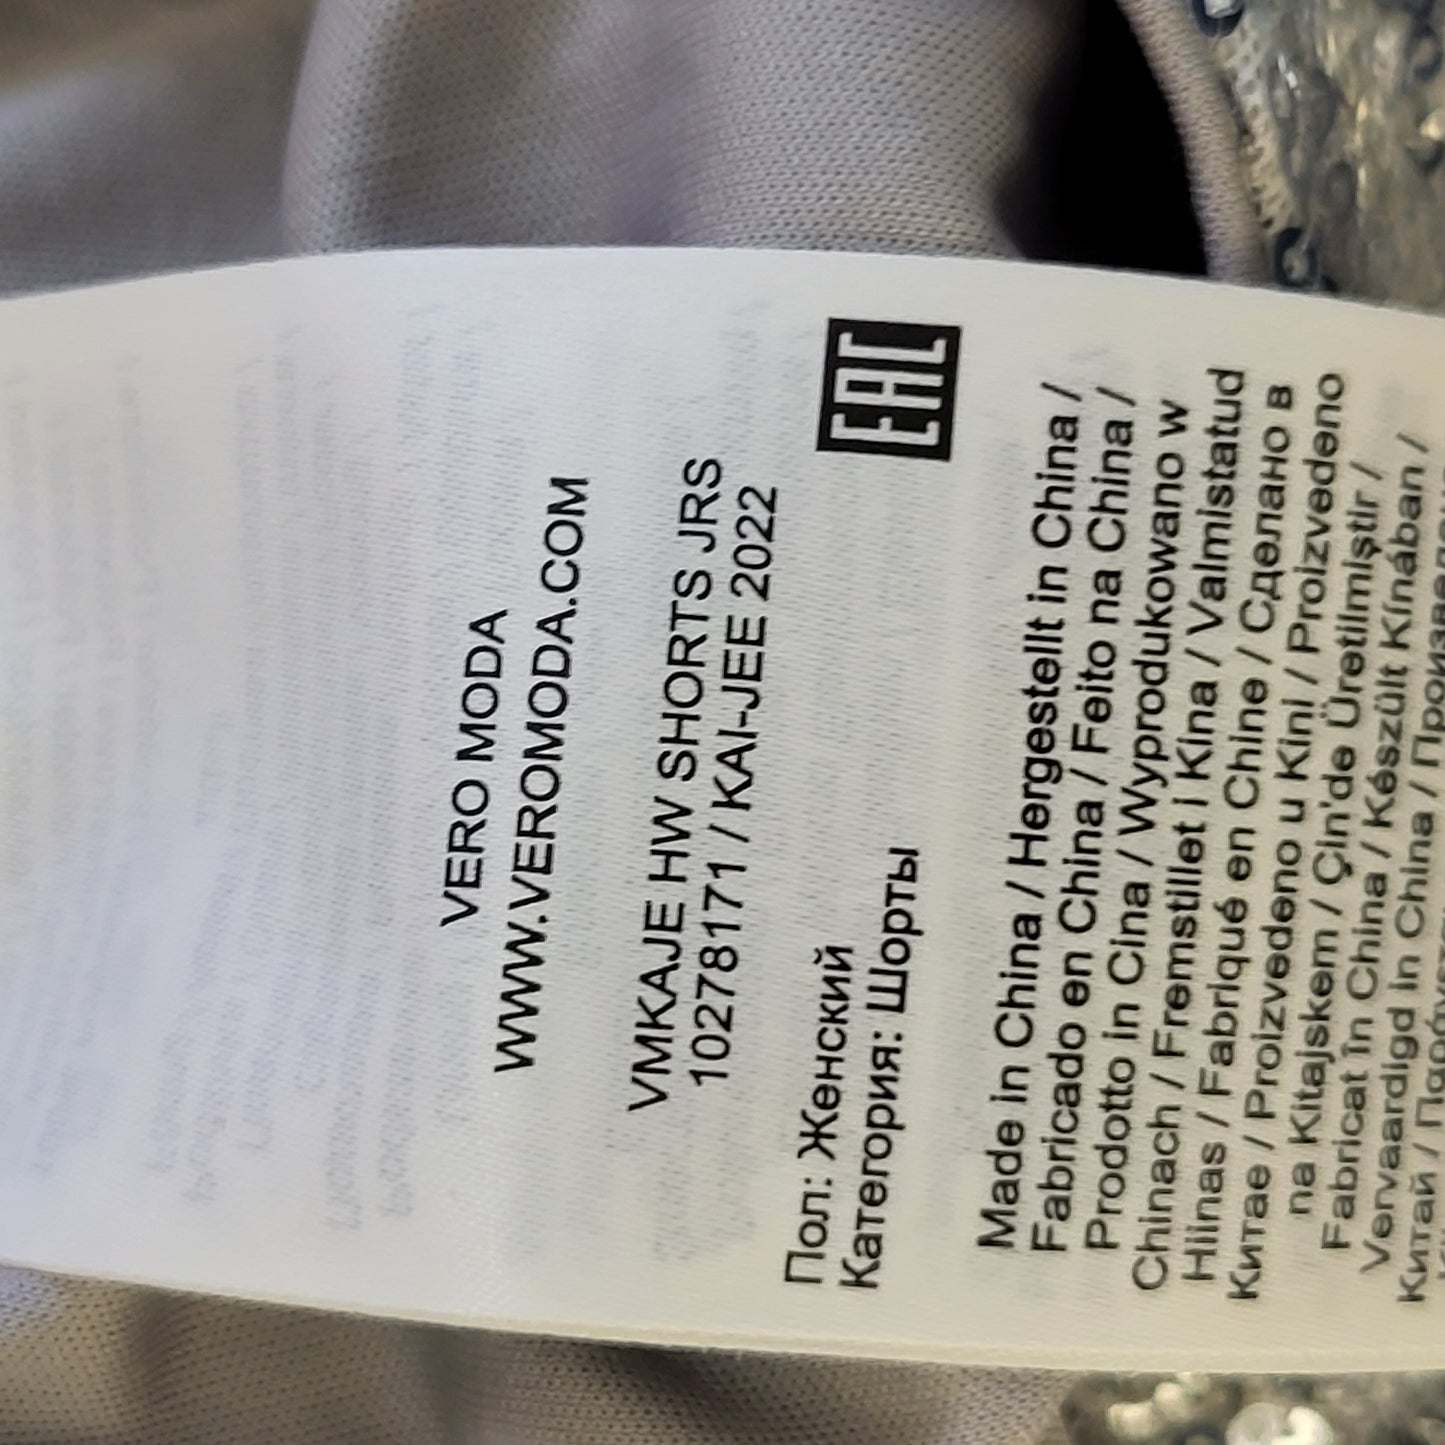 VERO MODA
WWW.VEROMODA.COM
VMKAJE HW SHORTS JRS
10278171 / KAI-JEE 2022
Пол: Женский
Категория: Шорты
EAC
Made in China / Hergestellt in China /
Fabricado en China / Feito na China /
Prodotto in Cina / Wyprodukowano w
Chinach / Fremstillet i Kina / Valmistatud
Hiinas / Fabriqué en Chine / Сделано в
Китае / Proizvedeno u Kini / Proizvedeno
na Kitajskem / Çin'de Üretilmiştir /
Fabricat în China / Készült Kínában /
Vervaardigd in China / Произведен
Китай /